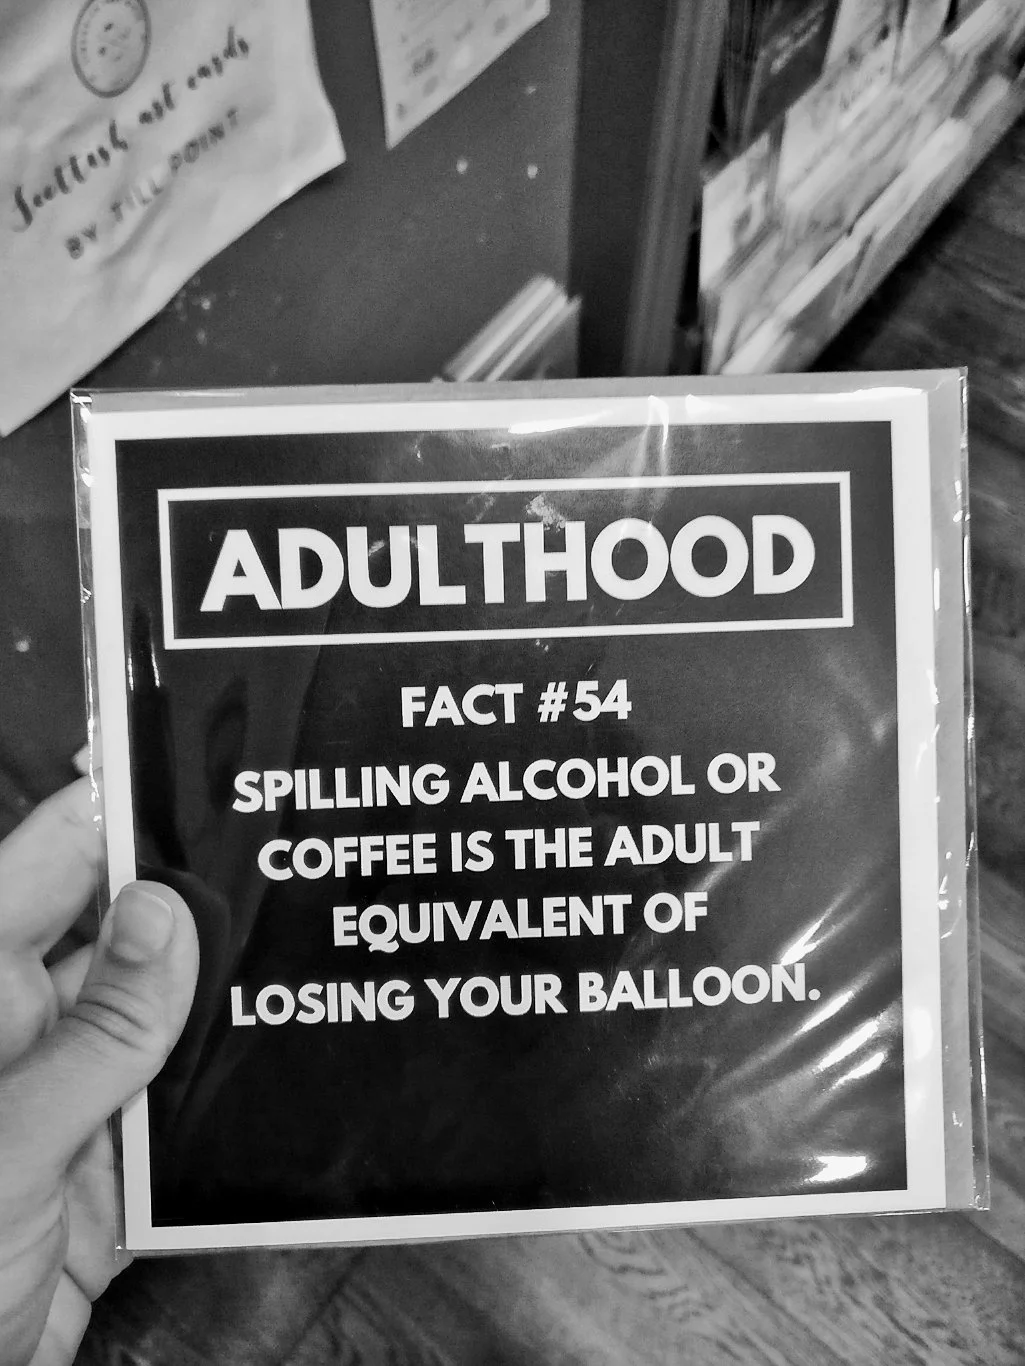 Scottish art cards
BY JILL POINT
ADULTHOOD
FACT #54
SPILLING ALCOHOL OR
COFFEE IS THE ADULT
EQUIVALENT OF
LOSING YOUR BALLOON.